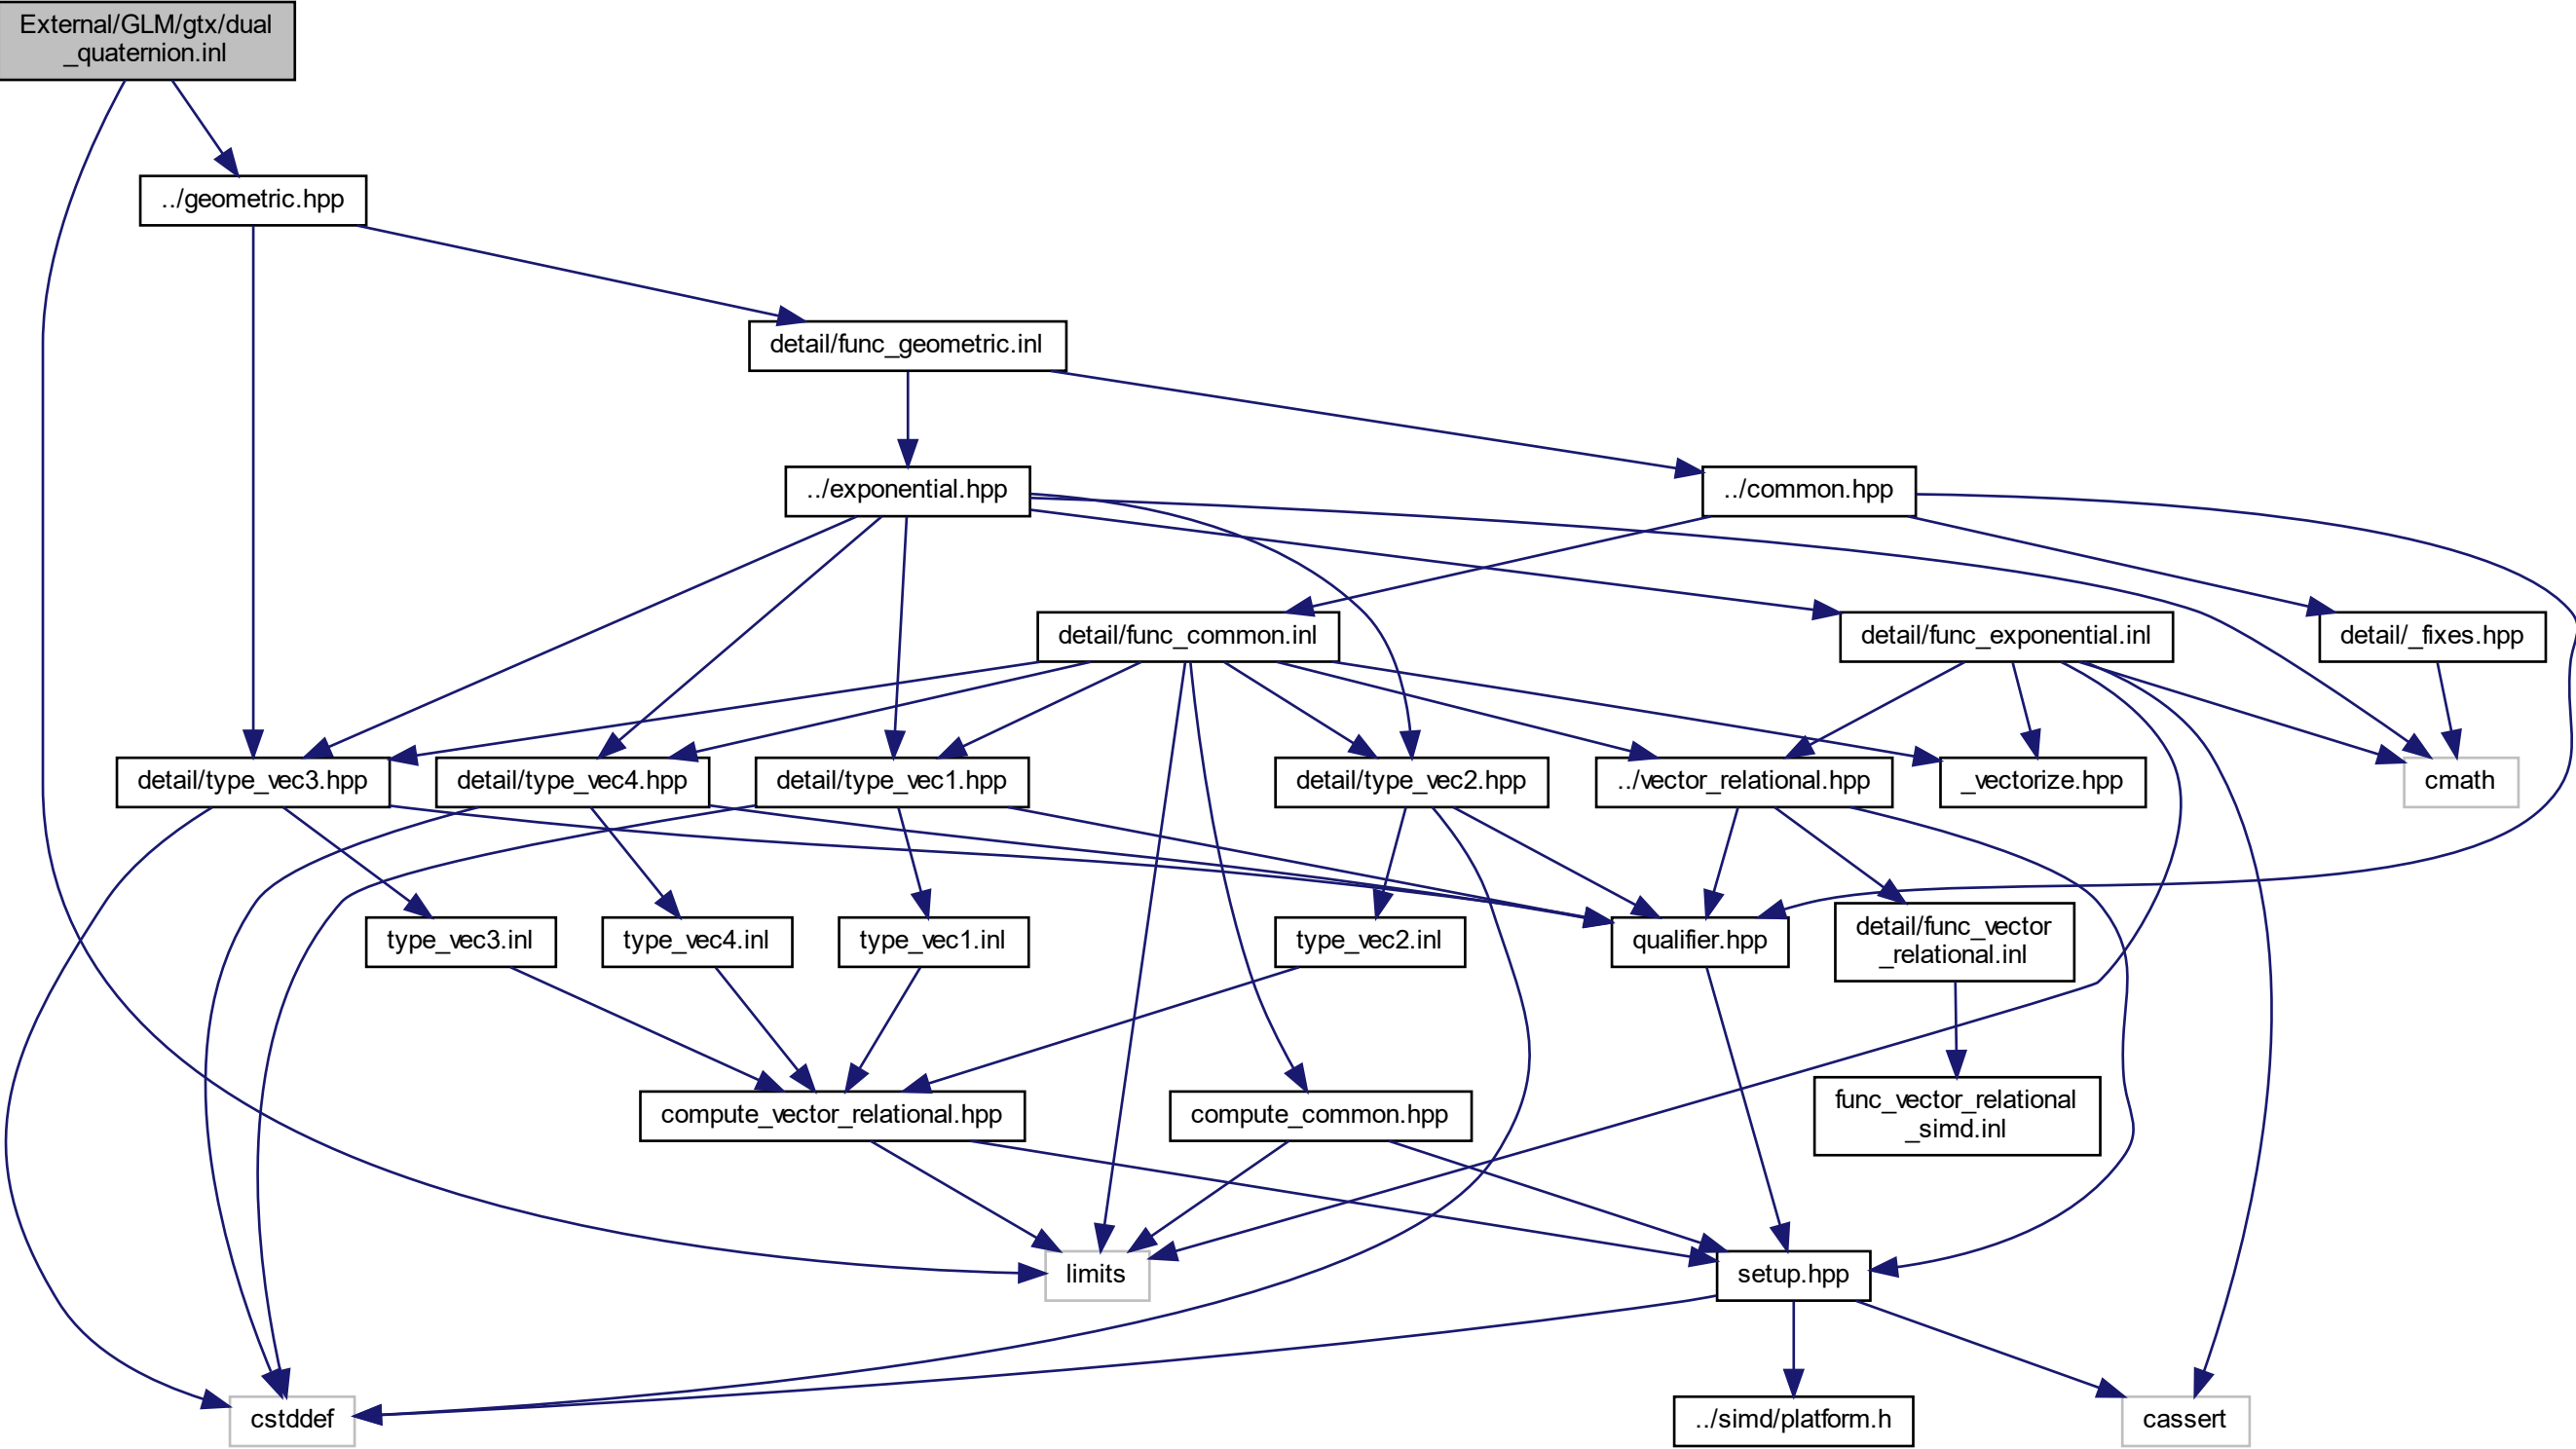 External/GLM/gtx/dual
_quaternion.inl
../geometric.hpp
detail/func_geometric.inl
../exponential.hpp
../common.hpp
detail/func_common.inl
detail/func_exponential.inl
detail/_fixes.hpp
detail/type_vec3.hpp
detail/type_vec4.hpp
detail/type_vec1.hpp
detail/type_vec2.hpp
../vector_relational.hpp
_vectorize.hpp
cmath
type_vec3.inl
type_vec4.inl
type_vec1.inl
type_vec2.inl
qualifier.hpp
detail/func_vector
_relational.inl
compute_vector_relational.hpp
compute_common.hpp
func_vector_relational
_simd.inl
limits
setup.hpp
cstddef
../simd/platform.h
cassert